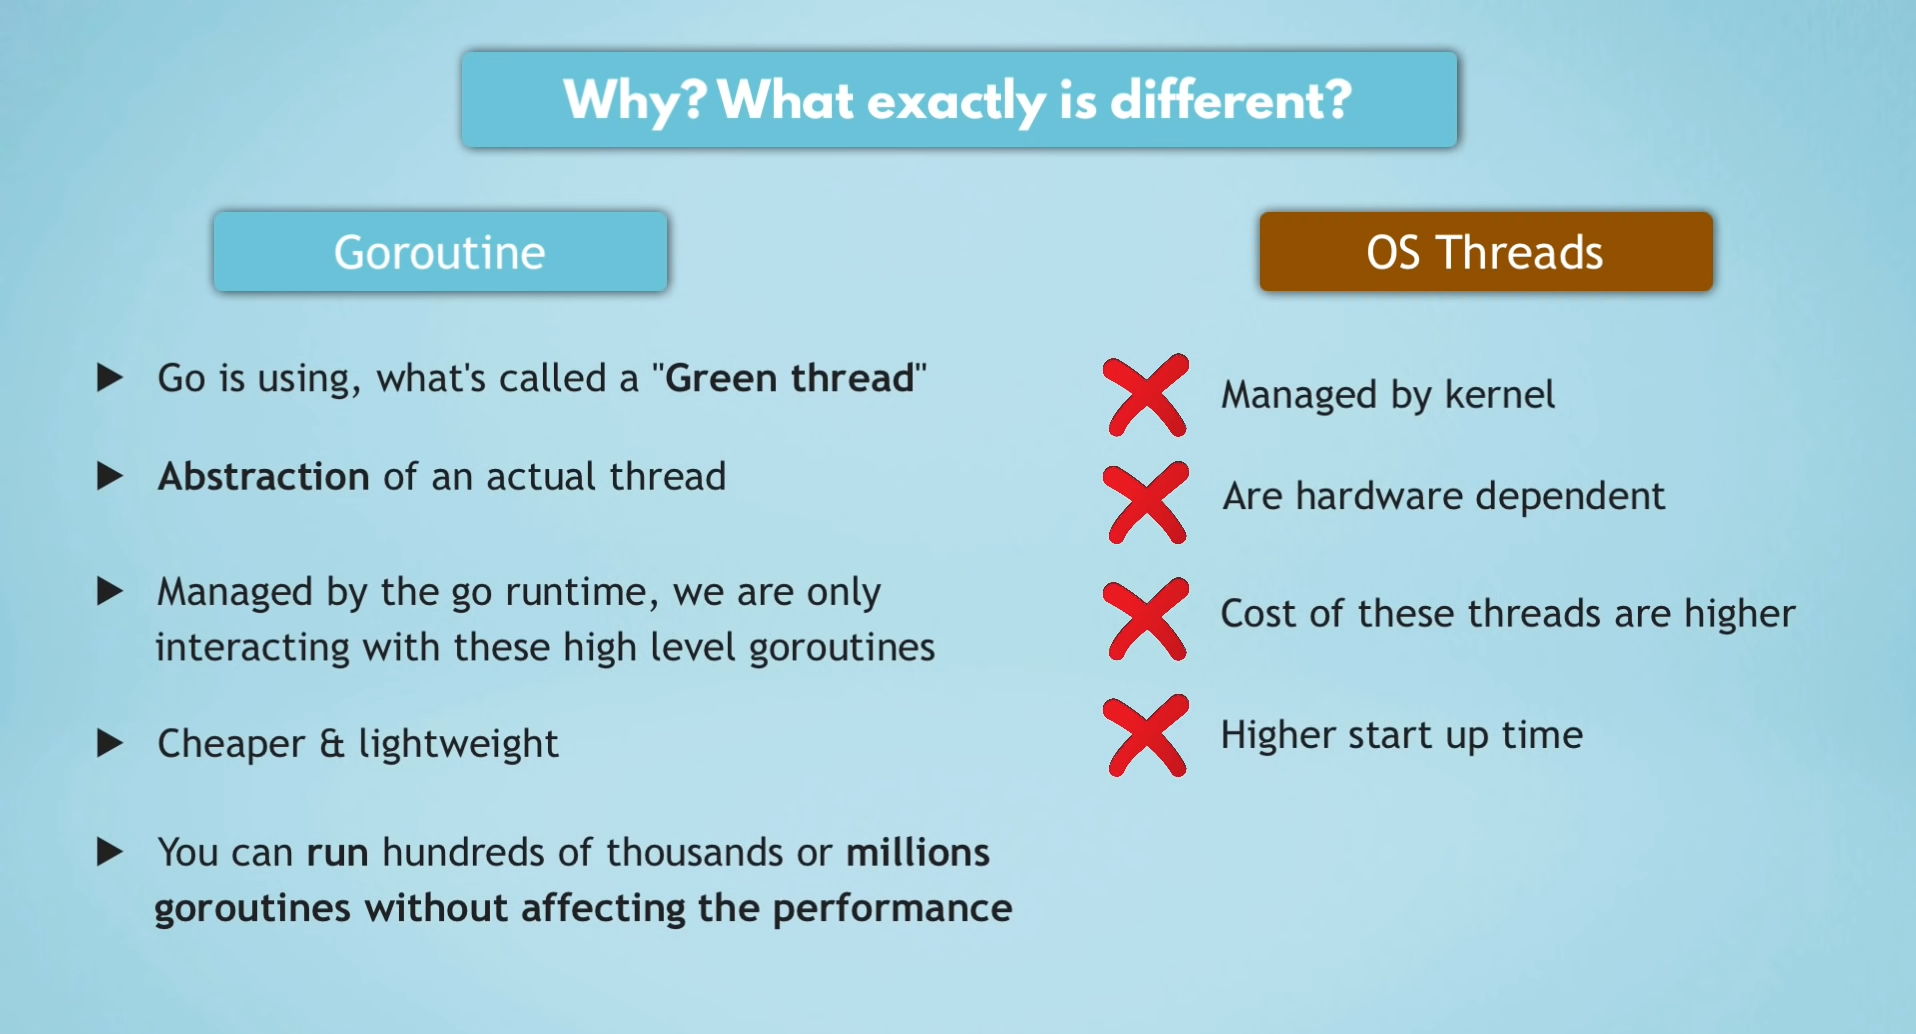 Why? What exactly is different?
Goroutine
Go is using, what's called a "Green thread"
Abstraction of an actual thread
Managed by the go runtime, we are only
interacting with these high level goroutines
Cheaper & lightweight
You can run hundreds of thousands or millions
goroutines without affecting the performance
OS Threads
Managed by kernel
Are hardware dependent
Cost of these threads are higher
Higher start up time